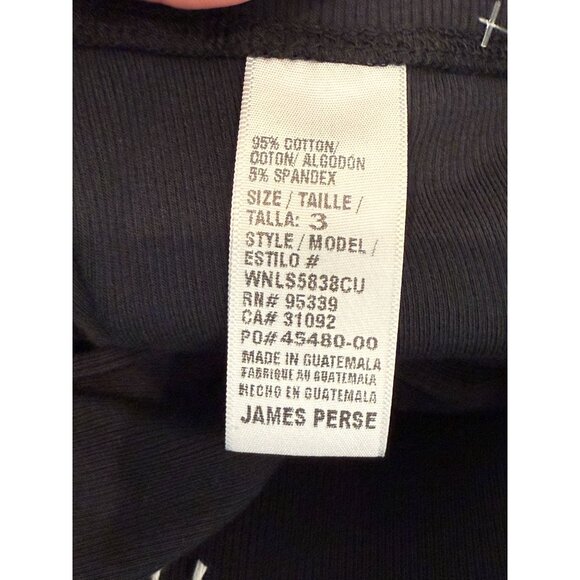 95% COTTON/
COTON/ ALGODON
5% SPANDEX
SIZE / TAILLE /
TALLA: 3
STYLE / MODEL /
ESTILO #
WNLS5838CU
RN# 95339
CA# 31092
PO# 45480-00
MADE IN GUATEMALA
FABRIQUE AU GUATEMALA
HECHO EN GUATEMALA
JAMES PERSE